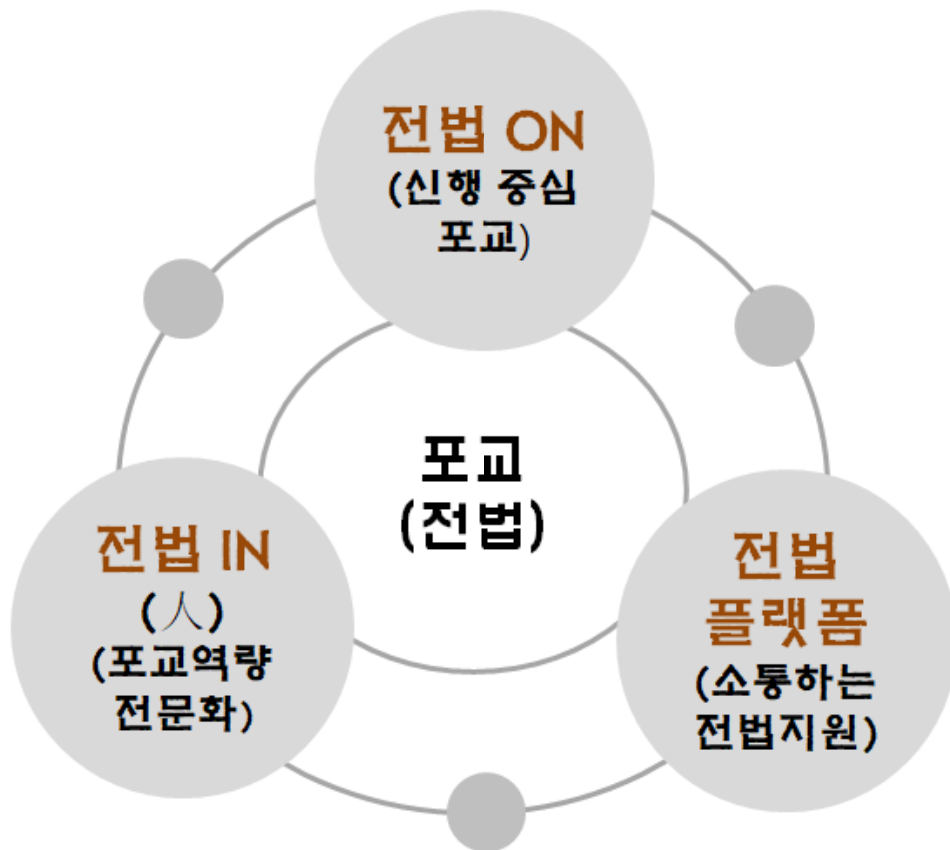 전법 ON
(신행 중심
포교)
포교
(전법)
전법 IN
(人)
(포교역량
전문화)
전법
플랫폼
(소통하는
전법지원)